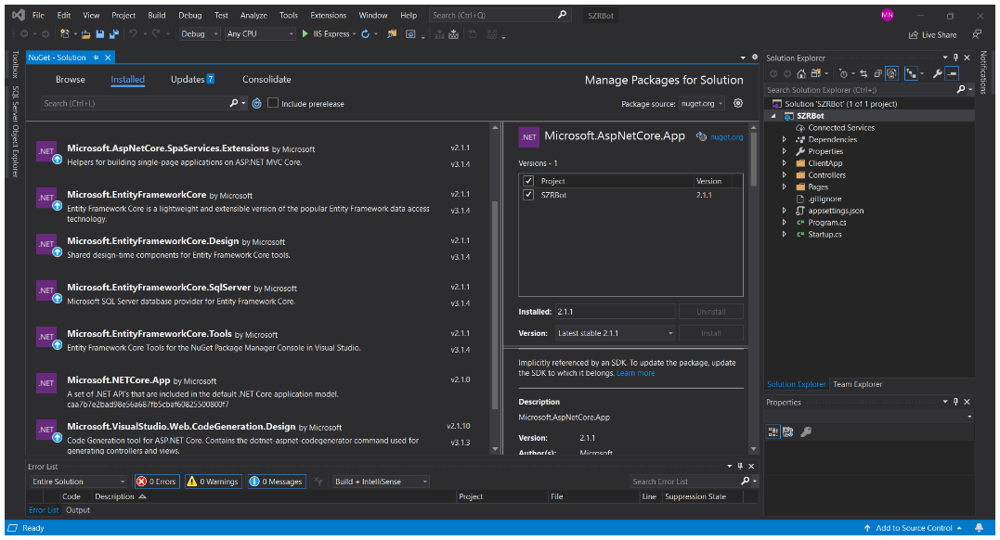 File Edit View Project Build Debug Test Analyze Tools Extensions Window Help Search (Ctrl+Q) SZRBot MN
Debug Any CPU IIS Express Live Share
Toolbox
SQL Server Object Explorer
NuGet - Solution
Browse Installed Updates 7 Consolidate
Manage Packages for Solution
Search (Ctrl+L) Include prerelease
Package source: nuget.org
.NET Microsoft.AspNetCore.SpaServices.Extensions by Microsoft v2.1.1
Helpers for building single-page applications on ASP.NET MVC Core. v3.1.4
.NET Microsoft.EntityFrameworkCore by Microsoft v2.1.1
Entity Framework Core is a lightweight and extensible version of the popular Entity Framework data access v3.1.4
technology.
.NET Microsoft.EntityFrameworkCore.Design by Microsoft v2.1.1
Shared design-time components for Entity Framework Core tools. v3.1.4
.NET Microsoft.EntityFrameworkCore.SqlServer by Microsoft v2.1.1
Microsoft SQL Server database provider for Entity Framework Core. v3.1.4
.NET Microsoft.EntityFrameworkCore.Tools by Microsoft v2.1.1
Entity Framework Core Tools for the NuGet Package Manager Console in Visual Studio. v3.1.4
.NET Microsoft.NETCore.App by Microsoft v2.1.0
A set of .NET API's that are included in the default .NET Core application model.
caa7b7e2bad98e56a687fb5cbaf60825500800f7
.NET Microsoft.VisualStudio.Web.CodeGeneration.Design by Microsoft v2.1.10
Code Generation tool for ASP.NET Core. Contains the dotnet-aspnet-codegenerator command used for v3.1.3
generating controllers and views.
.NET Microsoft.AspNetCore.App nuget.org
Versions - 1
Project Version
SZRBot 2.1.1
Installed: 2.1.1 Uninstall
Version: Latest stable 2.1.1 Install
Implicitly referenced by an SDK. To update the package, update
the SDK to which it belongs. Learn more
Description
Microsoft.AspNetCore.App
Version: 2.1.1
Author(s): Microsoft
Solution Explorer
Search Solution Explorer (Ctrl+;)
Solution 'SZRBot' (1 of 1 project)
SZRBot
Connected Services
Dependencies
Properties
ClientApp
Controllers
Pages
.gitignore
appsettings.json
C# Program.cs
C# Startup.cs
Solution Explorer Team Explorer
Properties
Notifications
Error List
Entire Solution 0 Errors 0 Warnings 0 Messages Build + IntelliSense Search Error List
Code Description Project File Line Suppression State
Error List Output
Ready Add to Source Control